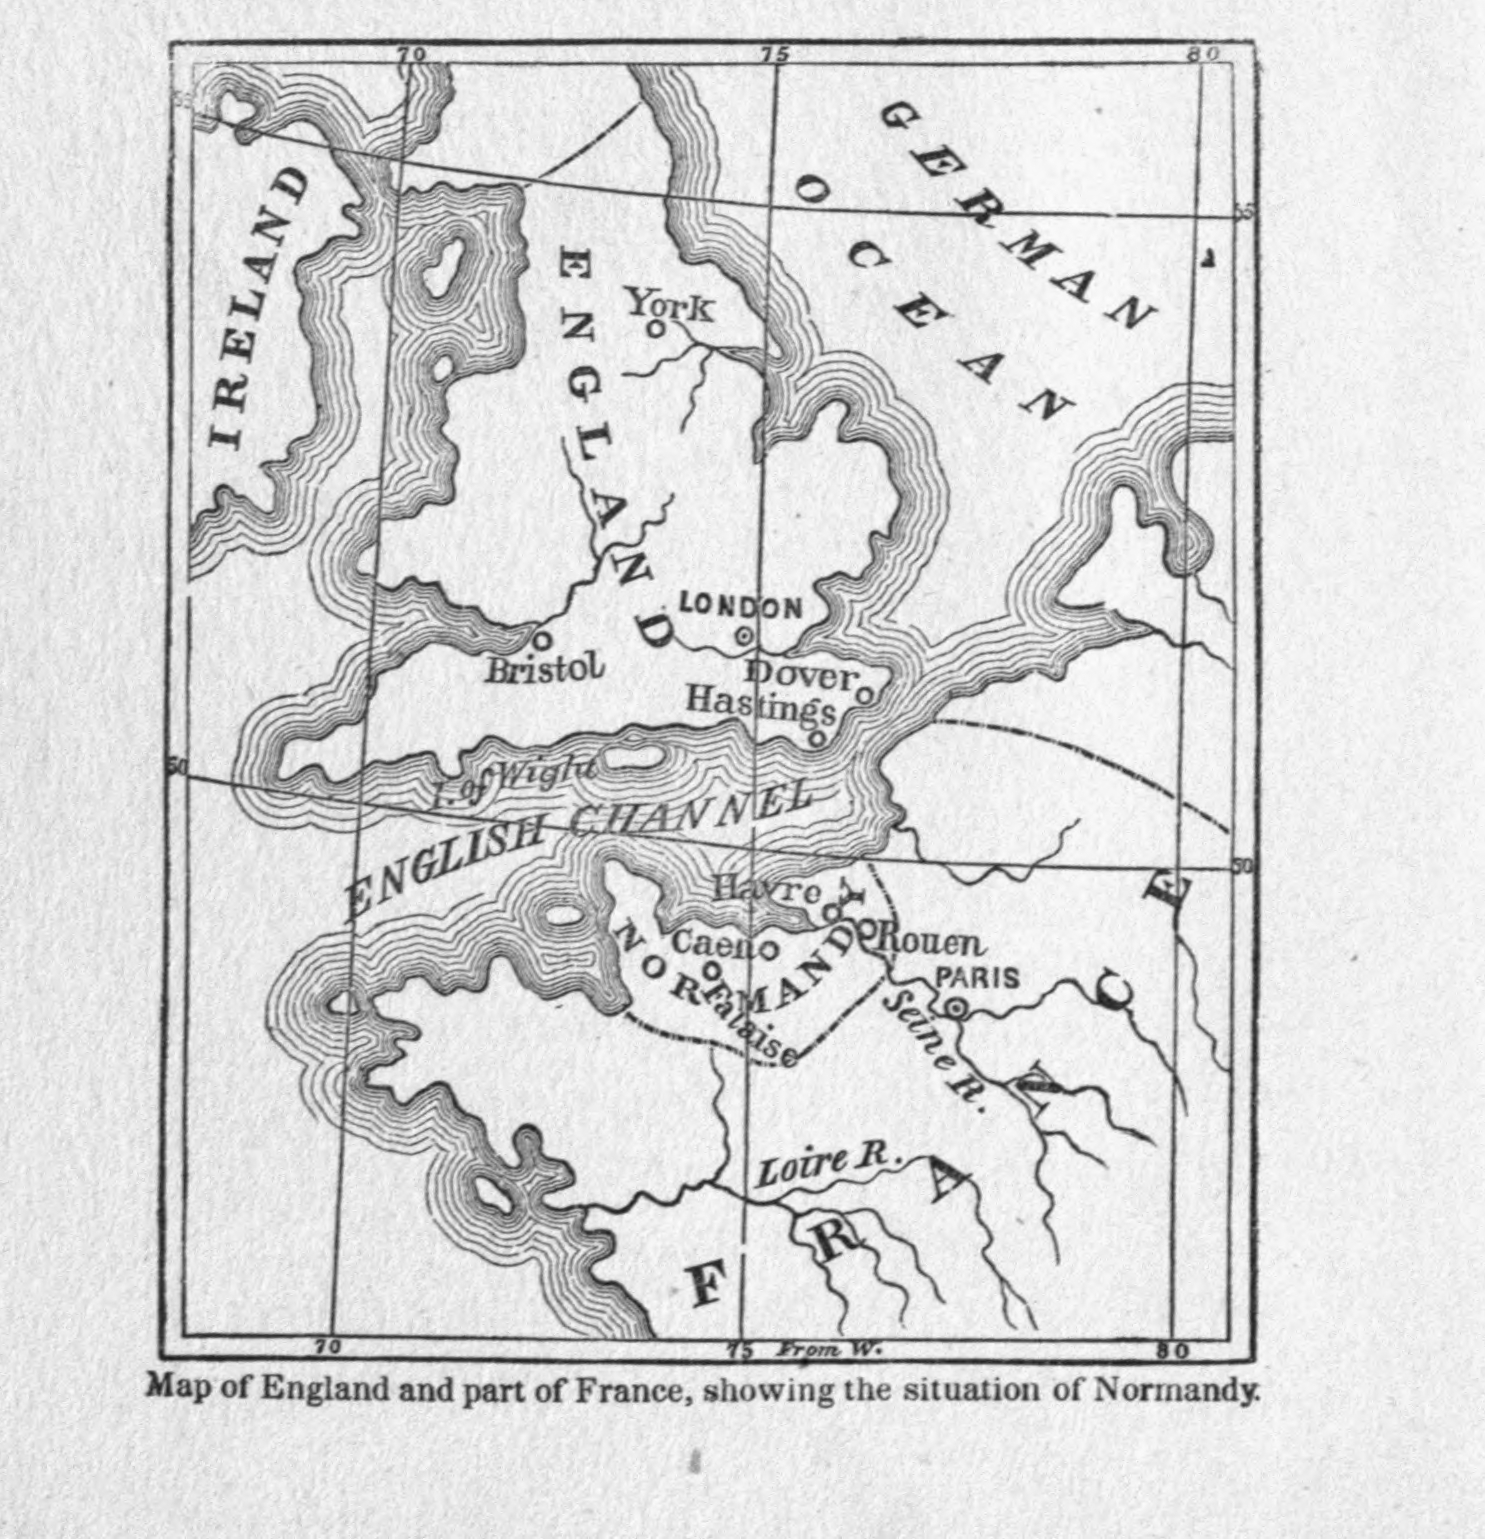 70 75 80
55
GERMAN
OCEAN
IRELAND
55
ENGLAND
York
LONDON
Bristol
Dover
Hastings
50
I. of Wight
ENGLISH CHANNEL
50
Havre
NORMANDY
Caen
Rouen
Falaise
PARIS
Seine R.
Loire R.
FRANCE
70 75 From W. 80
Map of England and part of France, showing the situation of Normandy.